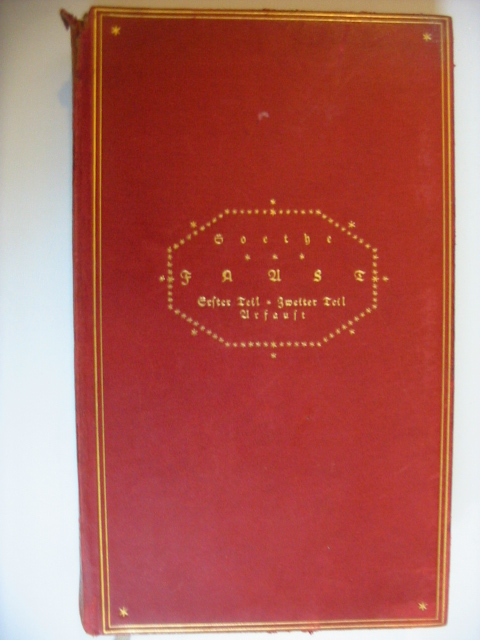 Goethe
FAUST
Erster Teil * Zweiter Teil
Urfaust